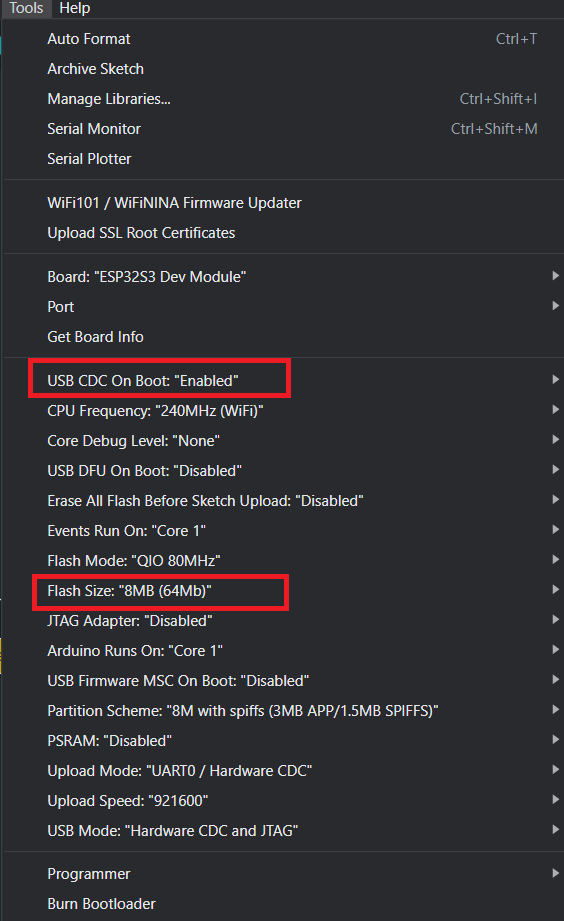 Tools Help
Auto Format Ctrl+T
Archive Sketch
Manage Libraries... Ctrl+Shift+I
Serial Monitor Ctrl+Shift+M
Serial Plotter
WiFi101 / WiFiNINA Firmware Updater
Upload SSL Root Certificates
Board: "ESP32S3 Dev Module"
Port
Get Board Info
USB CDC On Boot: "Enabled"
CPU Frequency: "240MHz (WiFi)"
Core Debug Level: "None"
USB DFU On Boot: "Disabled"
Erase All Flash Before Sketch Upload: "Disabled"
Events Run On: "Core 1"
Flash Mode: "QIO 80MHz"
Flash Size: "8MB (64Mb)"
JTAG Adapter: "Disabled"
Arduino Runs On: "Core 1"
USB Firmware MSC On Boot: "Disabled"
Partition Scheme: "8M with spiffs (3MB APP/1.5MB SPIFFS)"
PSRAM: "Disabled"
Upload Mode: "UART0 / Hardware CDC"
Upload Speed: "921600"
USB Mode: "Hardware CDC and JTAG"
Programmer
Burn Bootloader